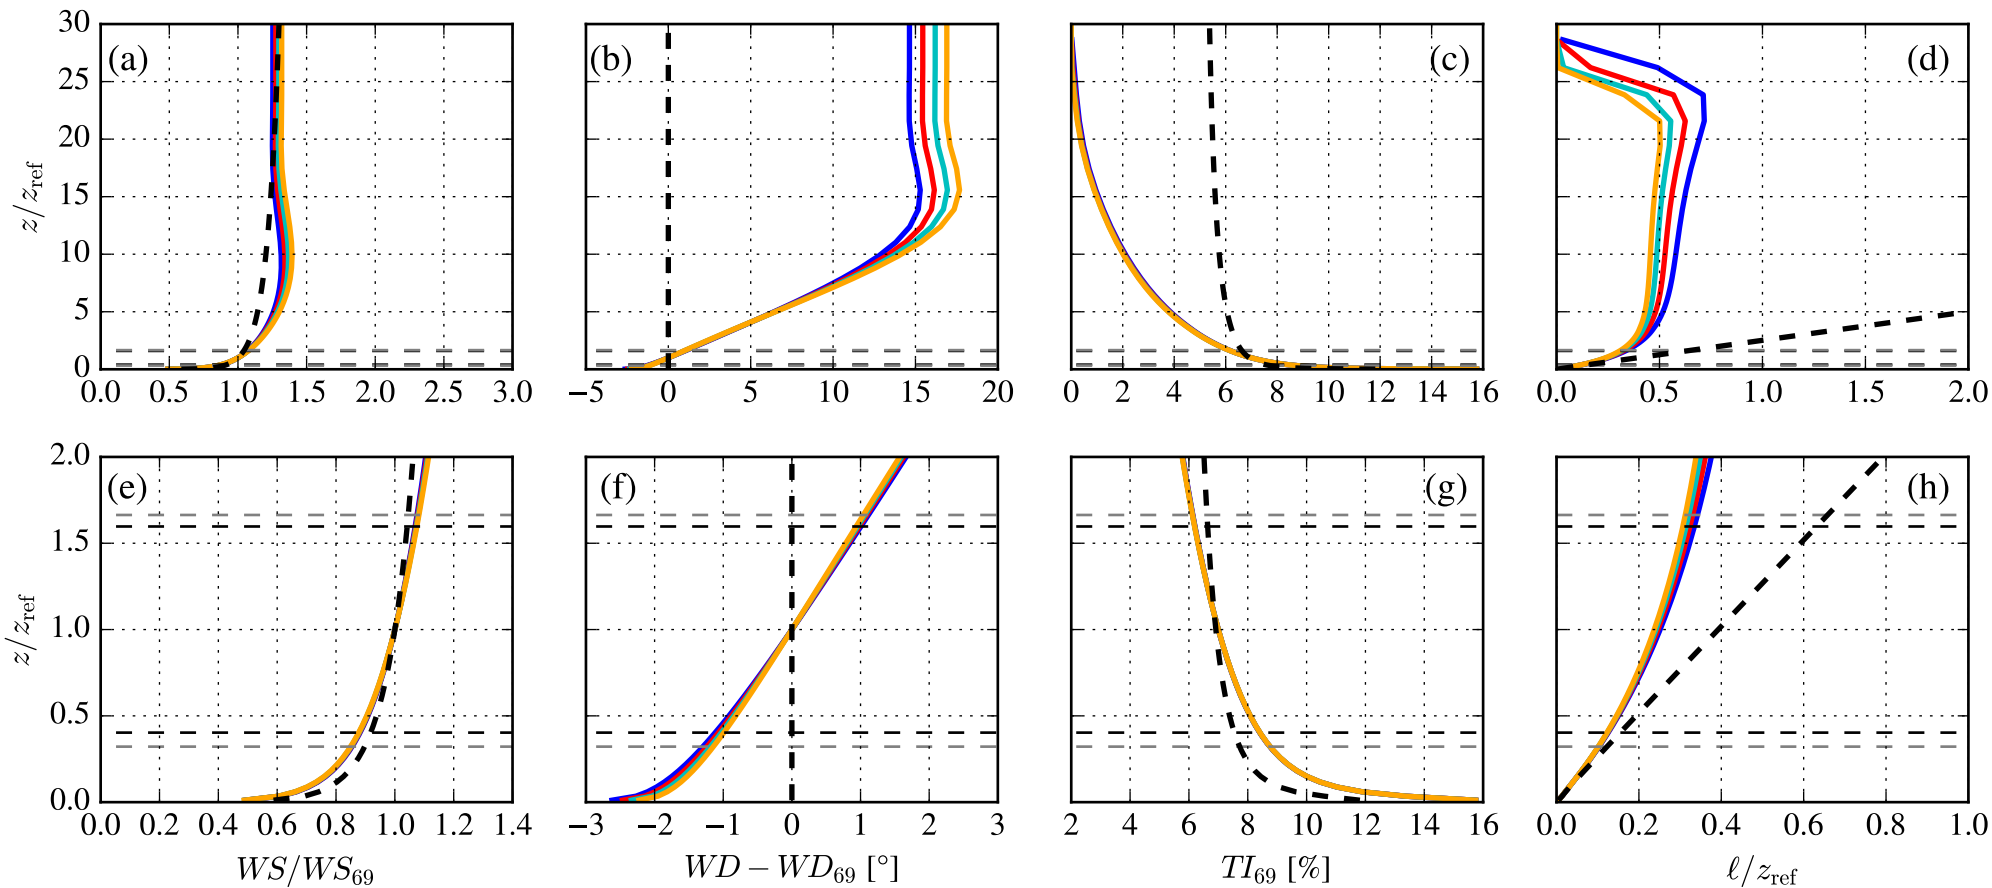 30
25
20
15
10
5
0
z/z_ref
(a)
(b)
(c)
(d)
0.0 0.5 1.0 1.5 2.0 2.5 3.0
−5 0 5 10 15 20
0 2 4 6 8 10 12 14 16
0.0 0.5 1.0 1.5 2.0
2.0
1.5
1.0
0.5
0.0
z/z_ref
(e)
(f)
(g)
(h)
0.0 0.2 0.4 0.6 0.8 1.0 1.2 1.4
−3 −2 −1 0 1 2 3
2 4 6 8 10 12 14 16
0.0 0.2 0.4 0.6 0.8 1.0
WS/WS_69
WD − WD_69 [°]
TI_69 [%]
ℓ/z_ref